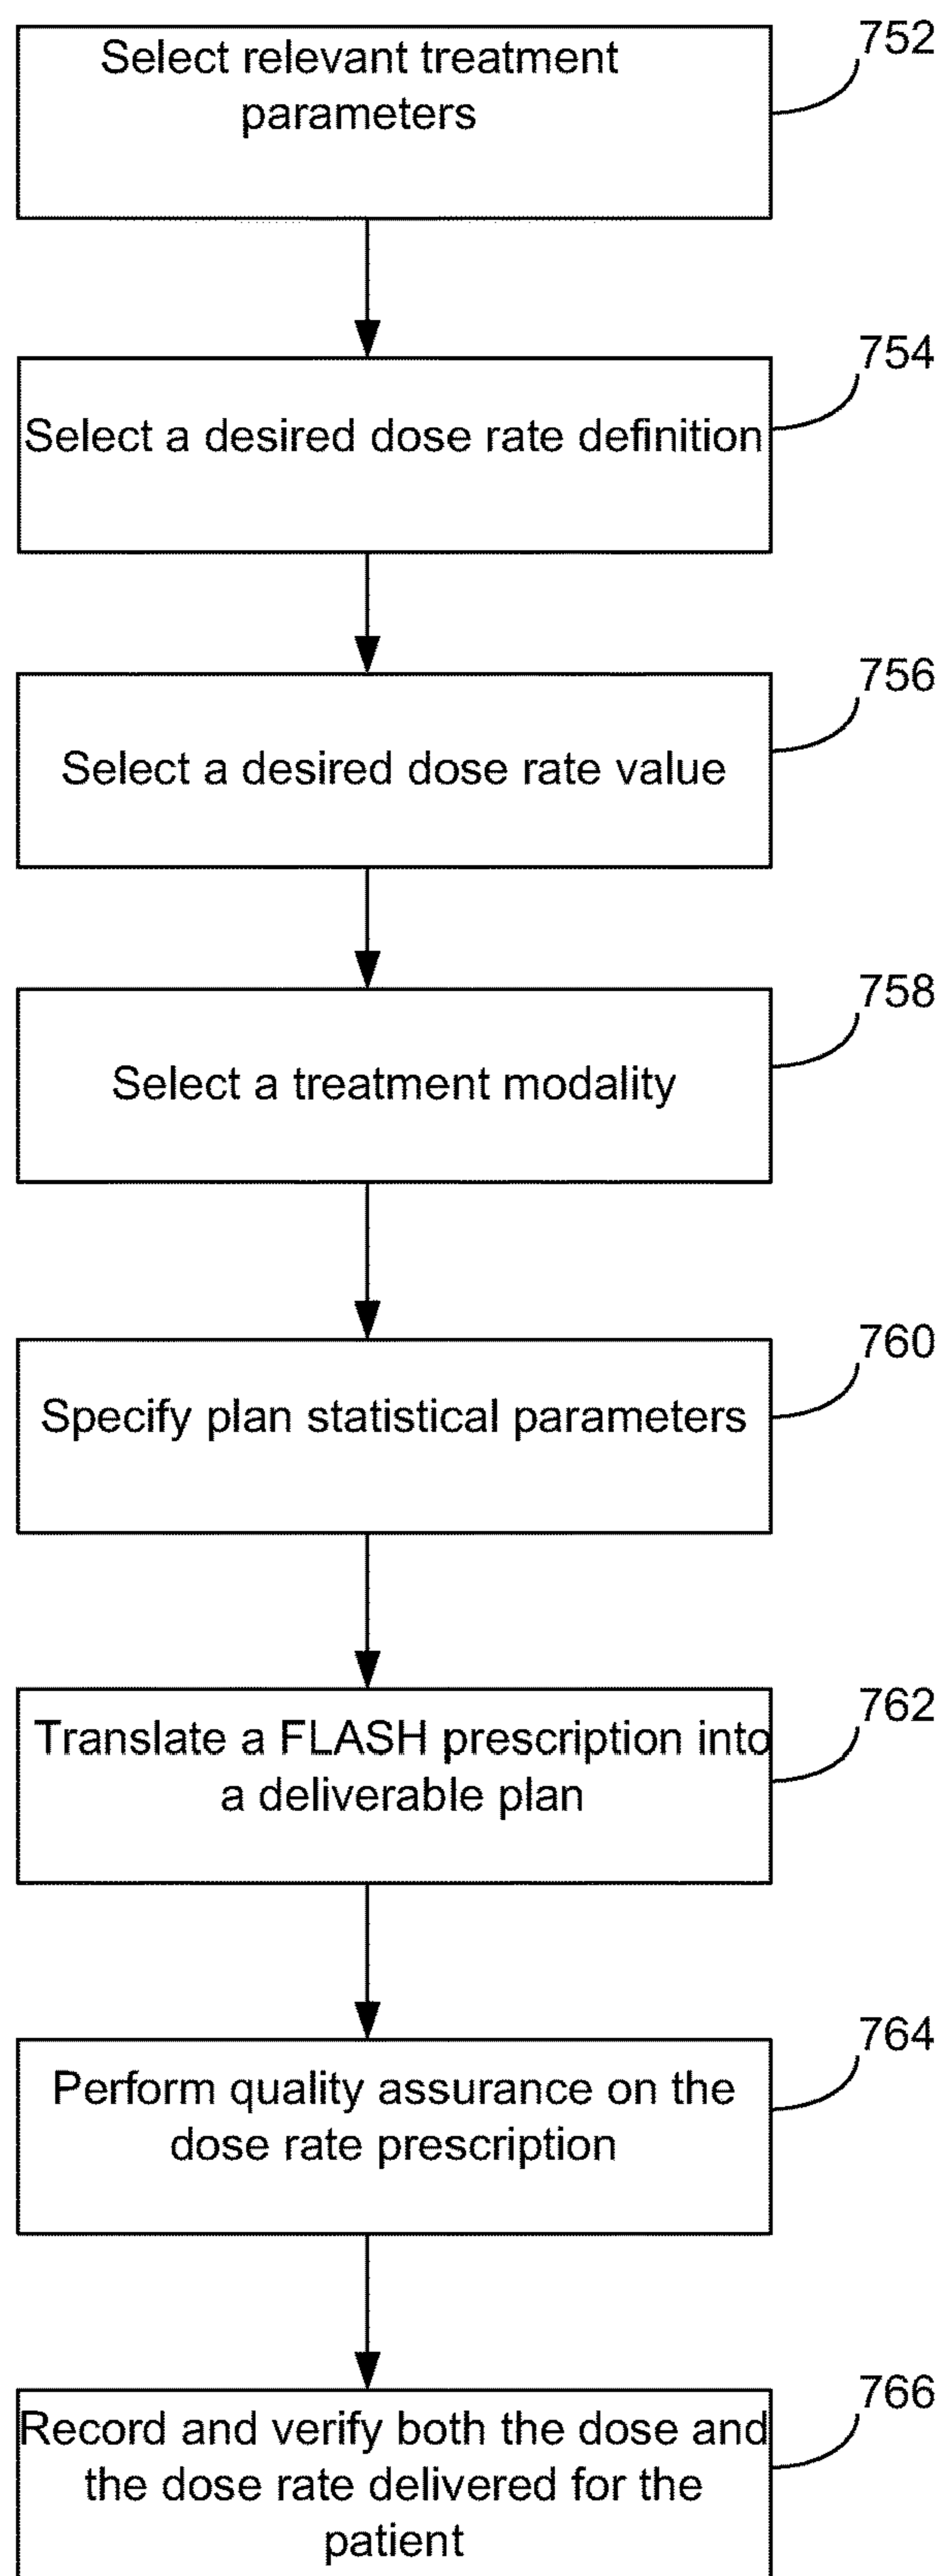 752
Select relevant treatment
parameters
754
Select a desired dose rate definition
756
Select a desired dose rate value
758
Select a treatment modality
760
Specify plan statistical parameters
762
Translate a FLASH prescription into
a deliverable plan
764
Perform quality assurance on the
dose rate prescription
766
Record and verify both the dose and
the dose rate delivered for the
patient